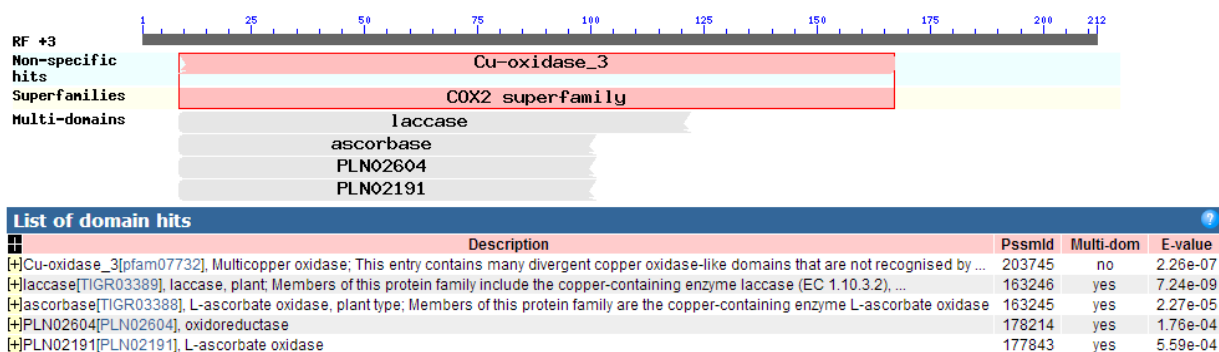 1 25 50 75 100 125 150 175 200 212
RF +3
Non-specific
hits
Cu-oxidase_3
Superfamilies
COX2 superfamily
Multi-domains
laccase
ascorbase
PLN02604
PLN02191
List of domain hits ?
+ Description PssmId Multi-dom E-value
[+]Cu-oxidase_3[pfam07732], Multicopper oxidase; This entry contains many divergent copper oxidase-like domains that are not recognised by ... 203745 no 2.26e-07
[+]laccase[TIGR03389], laccase, plant; Members of this protein family include the copper-containing enzyme laccase (EC 1.10.3.2), ... 163246 yes 7.24e-09
[+]ascorbase[TIGR03388], L-ascorbate oxidase, plant type; Members of this protein family are the copper-containing enzyme L-ascorbate oxidase 163245 yes 2.27e-05
[+]PLN02604[PLN02604], oxidoreductase 178214 yes 1.76e-04
[+]PLN02191[PLN02191], L-ascorbate oxidase 177843 yes 5.59e-04